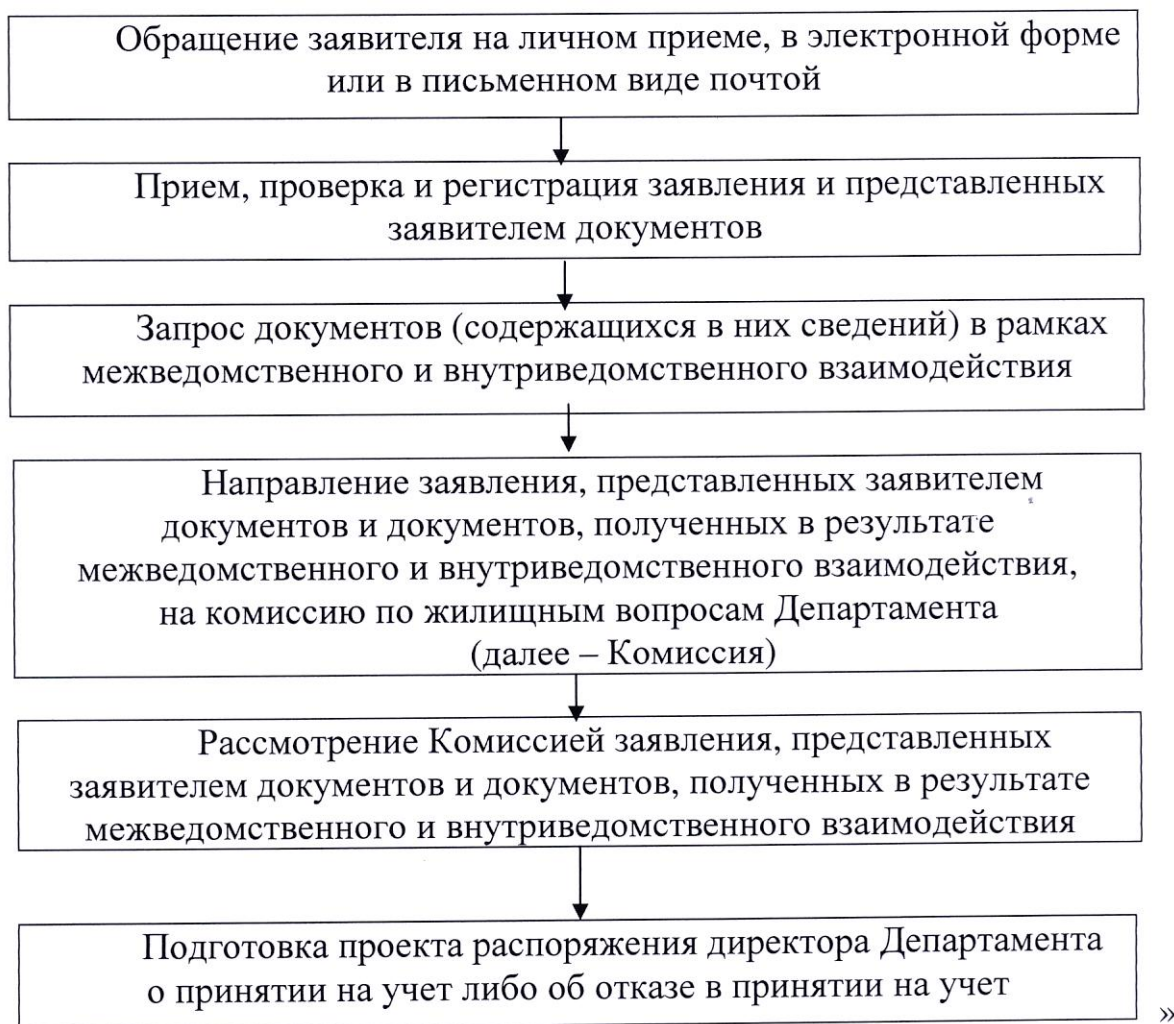 Обращение заявителя на личном приеме, в электронной форме
или в письменном виде почтой
Прием, проверка и регистрация заявления и представленных
заявителем документов
Запрос документов (содержащихся в них сведений) в рамках
межведомственного и внутриведомственного взаимодействия
Направление заявления, представленных заявителем
документов и документов, полученных в результате
межведомственного и внутриведомственного взаимодействия,
на комиссию по жилищным вопросам Департамента
(далее – Комиссия)
Рассмотрение Комиссией заявления, представленных
заявителем документов и документов, полученных в результате
межведомственного и внутриведомственного взаимодействия
Подготовка проекта распоряжения директора Департамента
о принятии на учет либо об отказе в принятии на учет
»